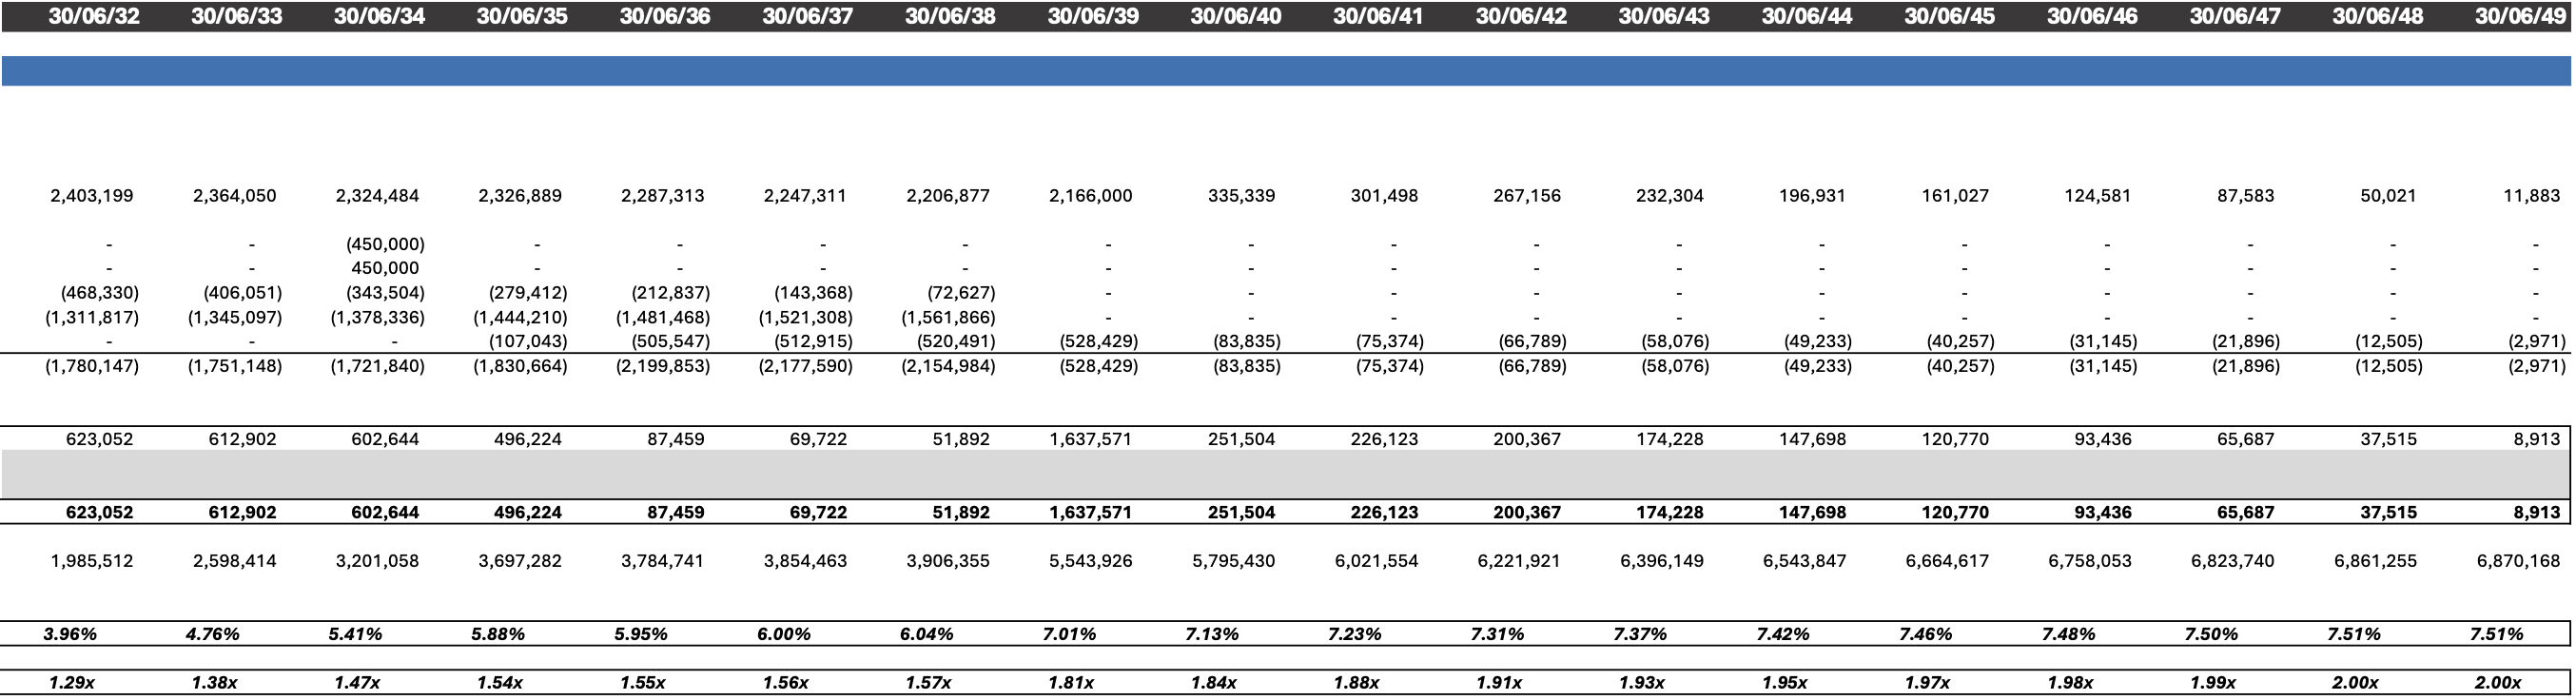 30/06/32 30/06/33 30/06/34 30/06/35 30/06/36 30/06/37 30/06/38 30/06/39 30/06/40 30/06/41 30/06/42 30/06/43 30/06/44 30/06/45 30/06/46 30/06/47 30/06/48 30/06/49
2,403,199 2,364,050 2,324,484 2,326,889 2,287,313 2,247,311 2,206,877 2,166,000 335,339 301,498 267,156 232,304 196,931 161,027 124,581 87,583 50,021 11,883
- - (450,000) - - - - - - - - - - - - - - -
- - 450,000 - - - - - - - - - - - - - - -
(468,330) (406,051) (343,504) (279,412) (212,837) (143,368) (72,627) - - - - - - - - - - -
(1,311,817) (1,345,097) (1,378,336) (1,444,210) (1,481,468) (1,521,308) (1,561,866) - - - - - - - - - - -
- - - (107,043) (505,547) (512,915) (520,491) (528,429) (83,835) (75,374) (66,789) (58,076) (49,233) (40,257) (31,145) (21,896) (12,505) (2,971)
(1,780,147) (1,751,148) (1,721,840) (1,830,664) (2,199,853) (2,177,590) (2,154,984) (528,429) (83,835) (75,374) (66,789) (58,076) (49,233) (40,257) (31,145) (21,896) (12,505) (2,971)
623,052 612,902 602,644 496,224 87,459 69,722 51,892 1,637,571 251,504 226,123 200,367 174,228 147,698 120,770 93,436 65,687 37,515 8,913
623,052 612,902 602,644 496,224 87,459 69,722 51,892 1,637,571 251,504 226,123 200,367 174,228 147,698 120,770 93,436 65,687 37,515 8,913
1,985,512 2,598,414 3,201,058 3,697,282 3,784,741 3,854,463 3,906,355 5,543,926 5,795,430 6,021,554 6,221,921 6,396,149 6,543,847 6,664,617 6,758,053 6,823,740 6,861,255 6,870,168
3.96% 4.76% 5.41% 5.88% 5.95% 6.00% 6.04% 7.01% 7.13% 7.23% 7.31% 7.37% 7.42% 7.46% 7.48% 7.50% 7.51% 7.51%
1.29x 1.38x 1.47x 1.54x 1.55x 1.56x 1.57x 1.81x 1.84x 1.88x 1.91x 1.93x 1.95x 1.97x 1.98x 1.99x 2.00x 2.00x